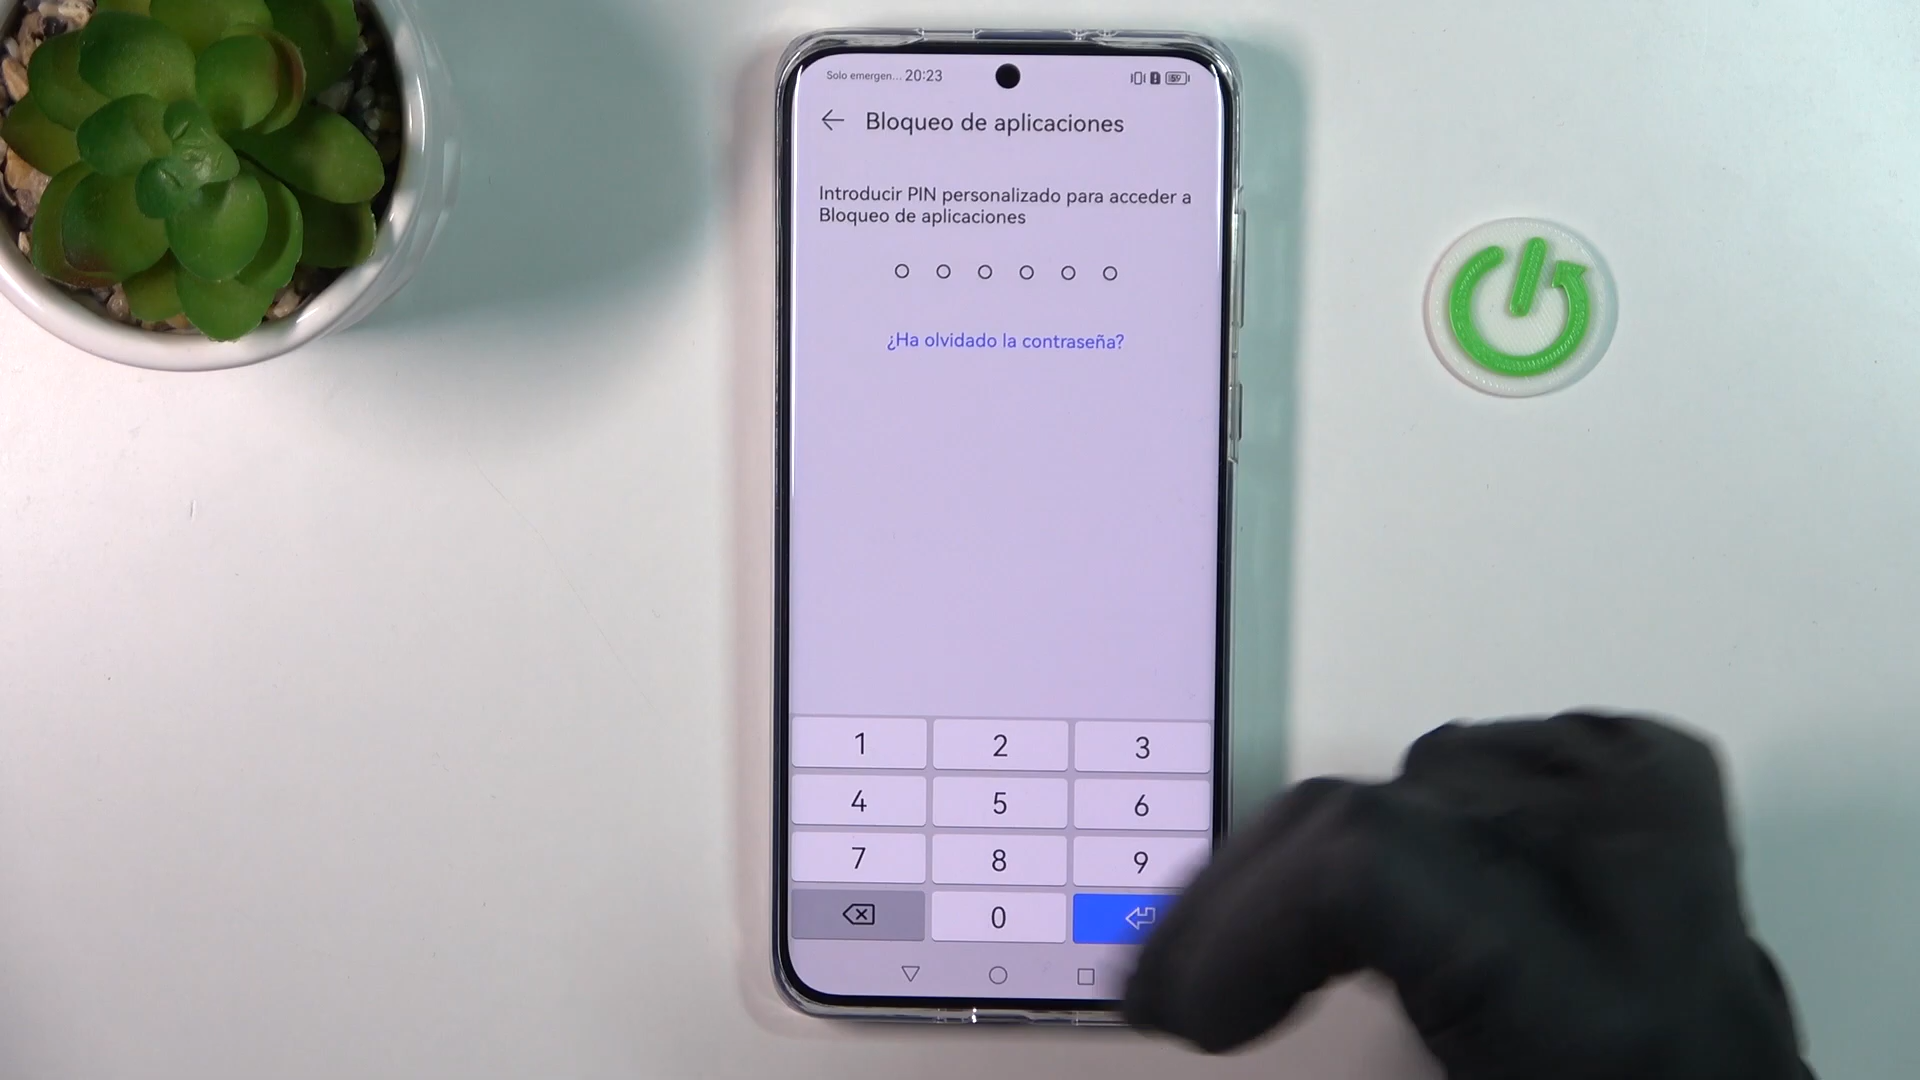 Solo emergen... 20:23 59
Bloqueo de aplicaciones
Introducir PIN personalizado para acceder a
Bloqueo de aplicaciones
¿Ha olvidado la contraseña?
1 2 3
4 5 6
7 8 9
0